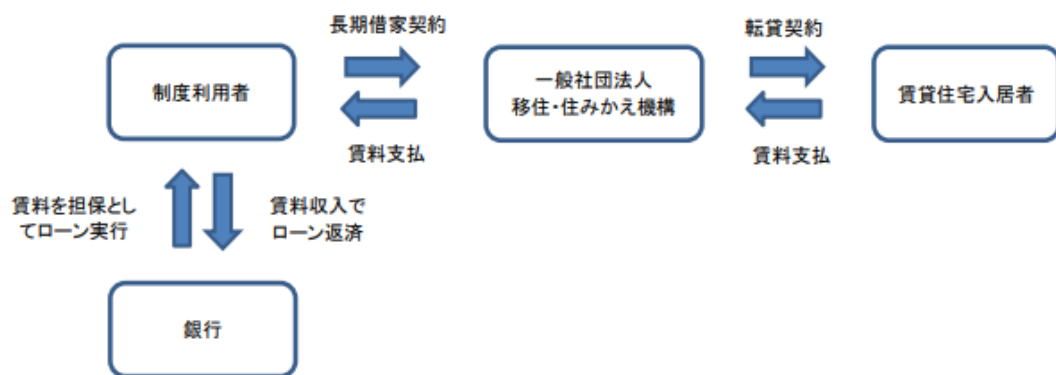 長期借家契約
転貸契約
制度利用者
一般社団法人
移住・住みかえ機構
賃貸住宅入居者
賃料支払
賃料支払
賃料を担保とし
てローン実行
賃料収入で
ローン返済
銀行